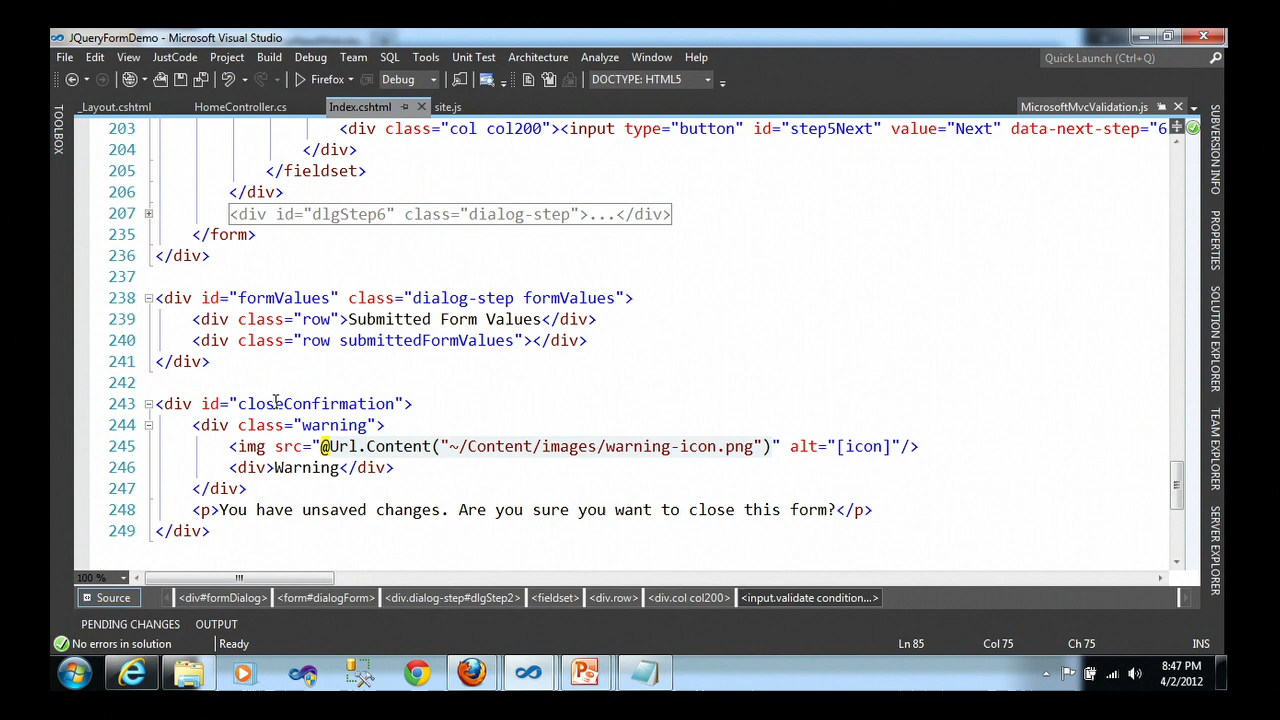 JQueryFormDemo - Microsoft Visual Studio
File Edit View JustCode Project Build Debug Team SQL Tools Unit Test Architecture Analyze Window Help Quick Launch (Ctrl+Q)
Firefox Debug DOCTYPE: HTML5
_Layout.cshtml HomeController.cs Index.cshtml site.js MicrosoftMvcValidation.js
TOOLBOX
203 <div class="col col200"><input type="button" id="step5Next" value="Next" data-next-step="6
204 </div>
205 </fieldset>
206 </div>
207 <div id="dlgStep6" class="dialog-step">...</div>
235 </form>
236 </div>
237
238 <div id="formValues" class="dialog-step formValues">
239 <div class="row">Submitted Form Values</div>
240 <div class="row submittedFormValues"></div>
241 </div>
242
243 <div id="closeConfirmation">
244 <div class="warning">
245 <img src="@Url.Content("~/Content/images/warning-icon.png")" alt="[icon]"/>
246 <div>Warning</div>
247 </div>
248 <p>You have unsaved changes. Are you sure you want to close this form?</p>
249 </div>
SUBVERSION INFO
PROPERTIES
SOLUTION EXPLORER
TEAM EXPLORER
SERVER EXPLORER
100 %
Source <div#formDialog> <form#dialogForm> <div.dialog-step#dlgStep2> <fieldset> <div.row> <div.col col200> <input.validate condition...>
PENDING CHANGES OUTPUT
No errors in solution Ready Ln 85 Col 75 Ch 75 INS
8:47 PM
4/2/2012